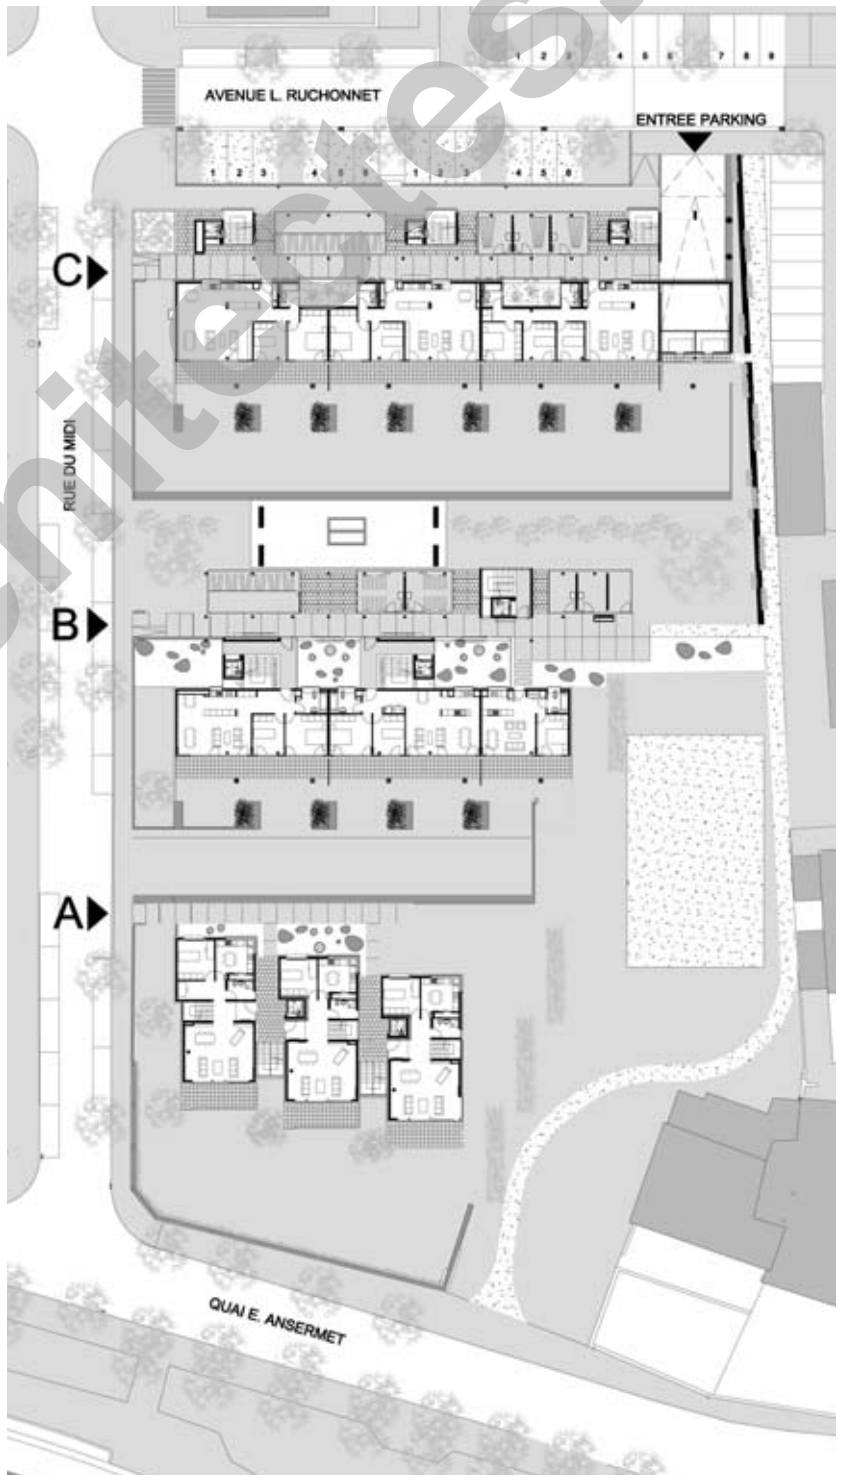 1 2 3 4 5 6 7 8 9
AVENUE L. RUCHONNET
ENTREE PARKING
1 2 3 4 5 6 1 2 3 4 5 6
C
RUE DU MIDI
B
A
QUAI E. ANSERMET